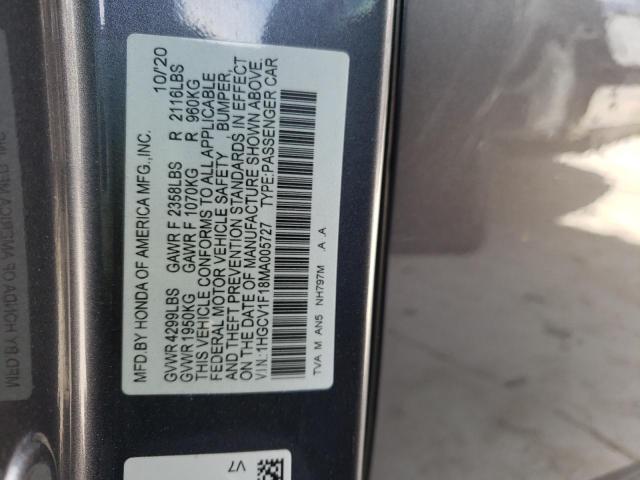 MFD.BY HONDA OF AMERICA MFG.,INC. 10/'20
GVWR 4299LBS GAWR F 2358LBS R 2116LBS
GVWR 1950KG GAWR F 1070KG R 960KG
THIS VEHICLE CONFORMS TO ALL APPLICABLE
FEDERAL MOTOR VEHICLE SAFETY , BUMPER,
AND THEFT PREVENTION STANDARDS IN EFFECT
ON THE DATE OF MANUFACTURE SHOWN ABOVE.
VIN:1HGCV1F18MA005727 TYPE:PASSENGER CAR
TVA M AN5 NH797M A .A
V7